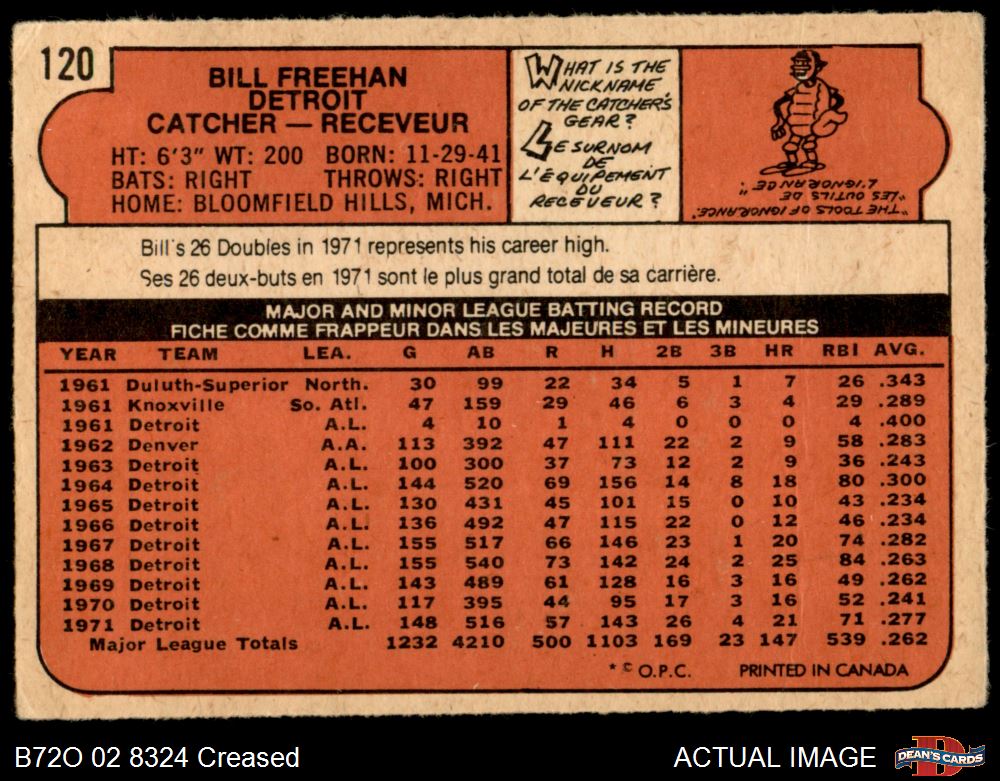 120
BILL FREEHAN
DETROIT
CATCHER — RECEVEUR
HT: 6'3" WT: 200 BORN: 11-29-41
BATS: RIGHT THROWS: RIGHT
HOME: BLOOMFIELD HILLS, MICH.
WHAT IS THE
NICKNAME
OF THE CATCHER'S
GEAR?
LE SURNOM
DE
L'ÉQUIPEMENT
DU
RECEVEUR?
"THE TOOLS OF IGNORANCE."
"LES OUTILS DE
L'IGNORANCE."
Bill's 26 Doubles in 1971 represents his career high.
Ses 26 deux-buts en 1971 sont le plus grand total de sa carrière.
MAJOR AND MINOR LEAGUE BATTING RECORD
FICHE COMME FRAPPEUR DANS LES MAJEURES ET LES MINEURES
YEAR TEAM LEA. G AB R H 2B 3B HR RBI AVG.
1961 Duluth-Superior North. 30 99 22 34 5 1 7 26 .343
1961 Knoxville So. Atl. 47 159 29 46 6 3 4 29 .289
1961 Detroit A.L. 4 10 1 4 0 0 0 4 .400
1962 Denver A.A. 113 392 47 111 22 2 9 58 .283
1963 Detroit A.L. 100 300 37 73 12 2 9 36 .243
1964 Detroit A.L. 144 520 69 156 14 8 18 80 .300
1965 Detroit A.L. 130 431 45 101 15 0 10 43 .234
1966 Detroit A.L. 136 492 47 115 22 0 12 46 .234
1967 Detroit A.L. 155 517 66 146 23 1 20 74 .282
1968 Detroit A.L. 155 540 73 142 24 2 25 84 .263
1969 Detroit A.L. 143 489 61 128 16 3 16 49 .262
1970 Detroit A.L. 117 395 44 95 17 3 16 52 .241
1971 Detroit A.L. 148 516 57 143 26 4 21 71 .277
Major League Totals 1232 4210 500 1103 169 23 147 539 .262
* © O.P.C. PRINTED IN CANADA
B72O 02 8324 Creased
ACTUAL IMAGE
DEAN'S CARDS